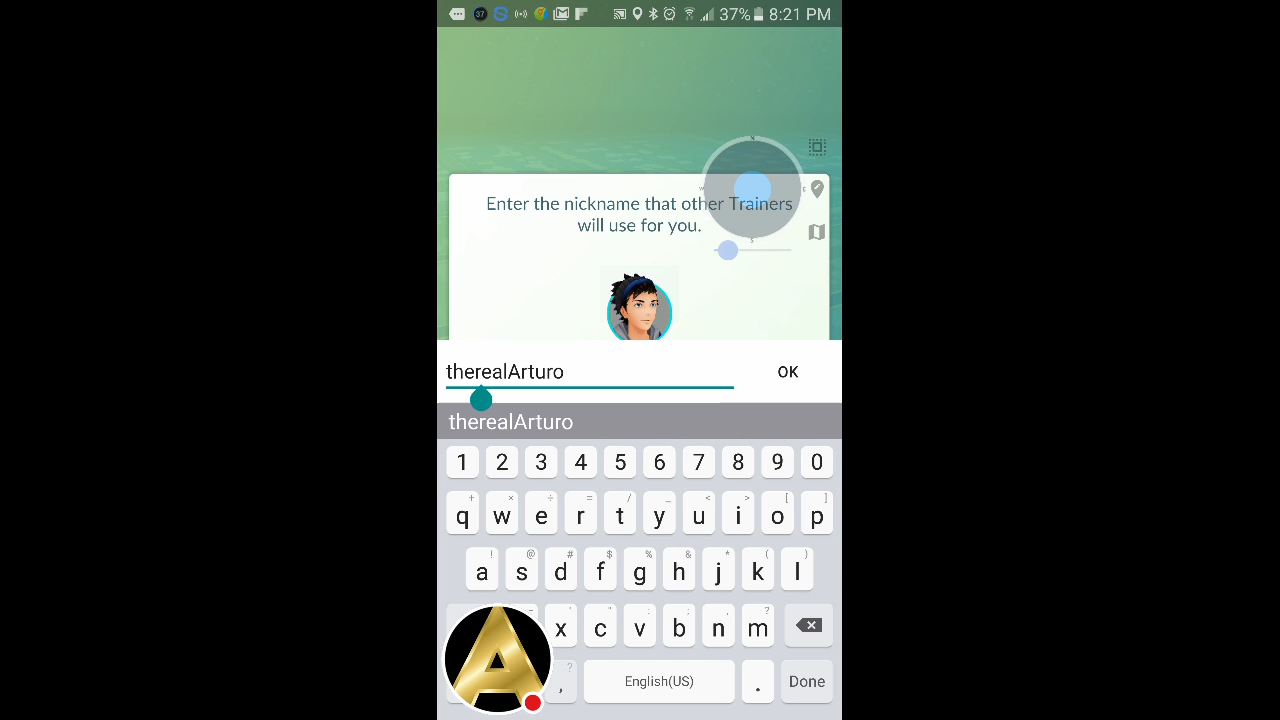 37 37% 8:21 PM
N
W E
Enter the nickname that other Trainers
will use for you.
S
therealArturo OK
therealArturo
1 2 3 4 5 6 7 8 9 0
+ × ÷ = / _ < > [ ]
q w e r t y u i o p
! @ # $ % & * ( )
a s d f g h j k l
- ' " : ; , ?
x c v b n m
A , ? English(US) . Done